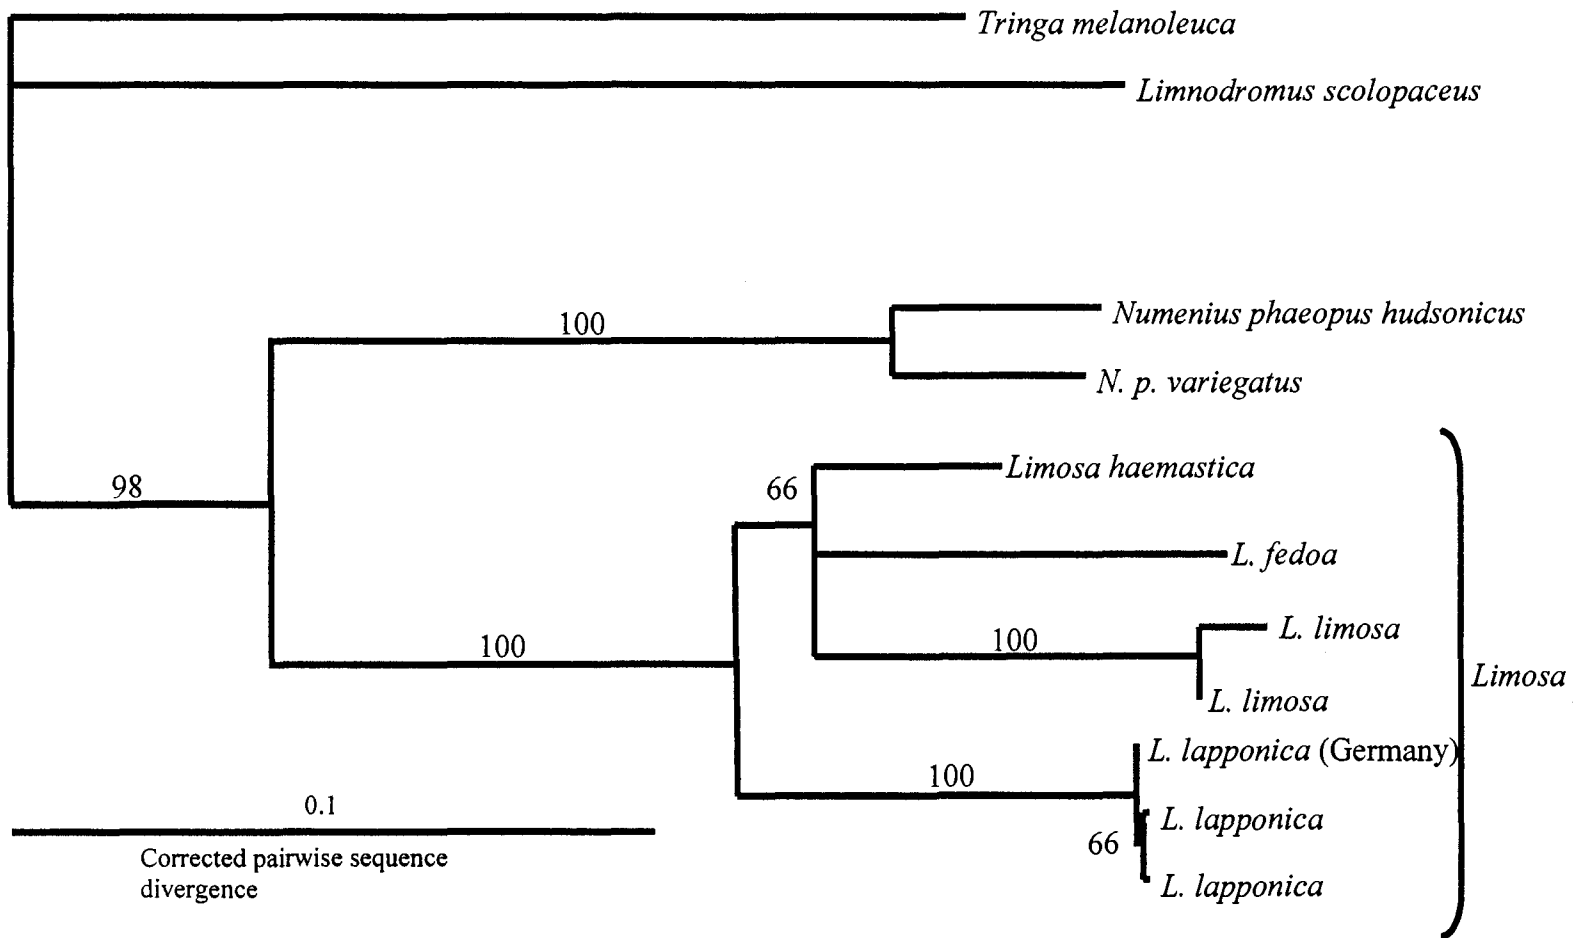 Tringa melanoleuca
Limnodromus scolopaceus
100
Numenius phaeopus hudsonicus
N. p. variegatus
98
66
Limosa haemastica
L. fedoa
100
100
L. limosa
L. limosa
Limosa
100
L. lapponica (Germany)
66
L. lapponica
L. lapponica
0.1
Corrected pairwise sequence
divergence